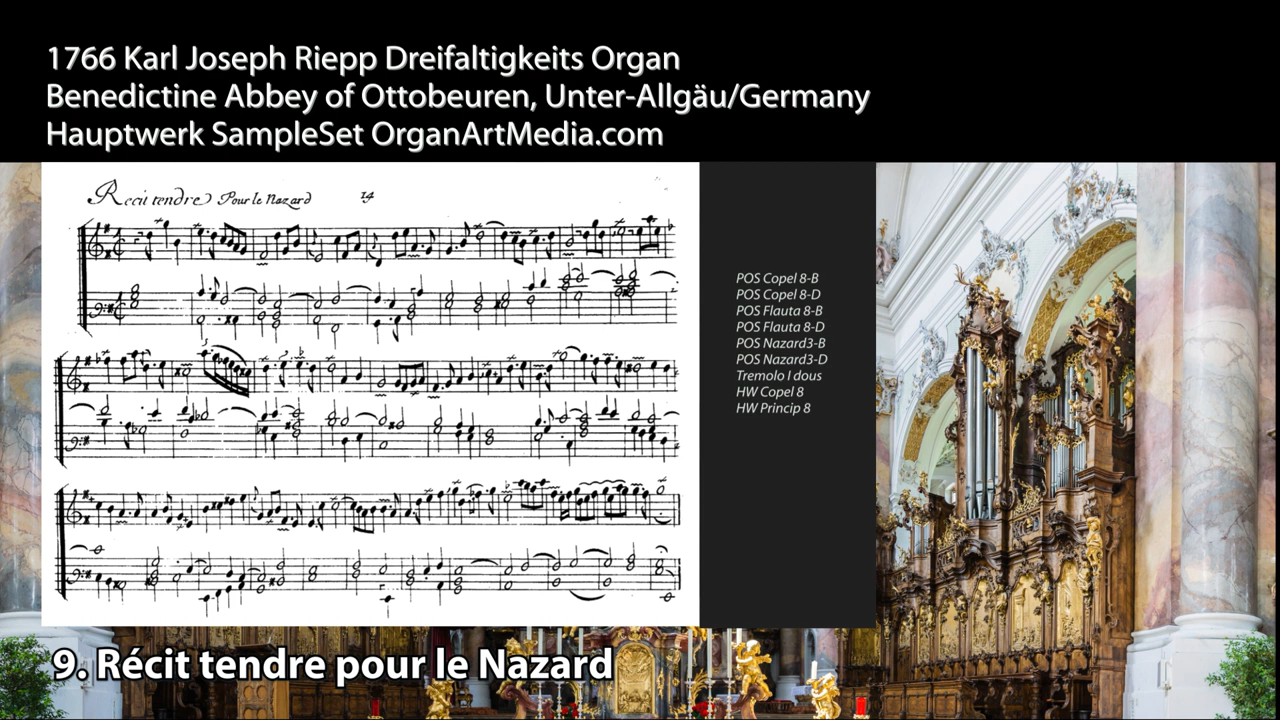 1766 Karl Joseph Riepp Dreifaltigkeits Organ
Benedictine Abbey of Ottobeuren, Unter-Allgäu/Germany
Hauptwerk SampleSet OrganArtMedia.com
Recit tendre Pour le Nazard 14
POS Copel 8-B
POS Copel 8-D
POS Flauta 8-B
POS Flauta 8-D
POS Nazard3-B
POS Nazard3-D
Tremolo I dous
HW Copel 8
HW Princip 8
9. Récit tendre pour le Nazard